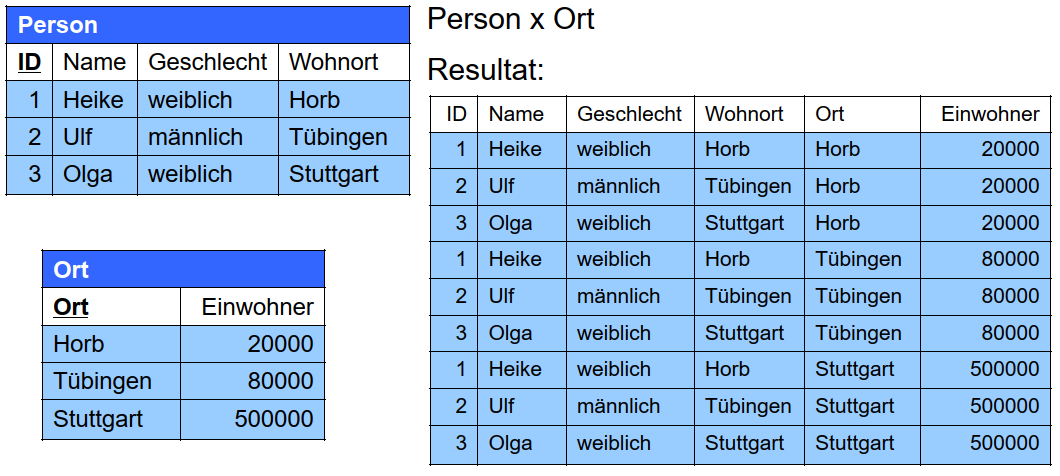 Person
ID Name Geschlecht Wohnort
1 Heike weiblich Horb
2 Ulf männlich Tübingen
3 Olga weiblich Stuttgart
Ort
Ort Einwohner
Horb 20000
Tübingen 80000
Stuttgart 500000
Person x Ort
Resultat:
ID Name Geschlecht Wohnort Ort Einwohner
1 Heike weiblich Horb Horb 20000
2 Ulf männlich Tübingen Horb 20000
3 Olga weiblich Stuttgart Horb 20000
1 Heike weiblich Horb Tübingen 80000
2 Ulf männlich Tübingen Tübingen 80000
3 Olga weiblich Stuttgart Tübingen 80000
1 Heike weiblich Horb Stuttgart 500000
2 Ulf männlich Tübingen Stuttgart 500000
3 Olga weiblich Stuttgart Stuttgart 500000